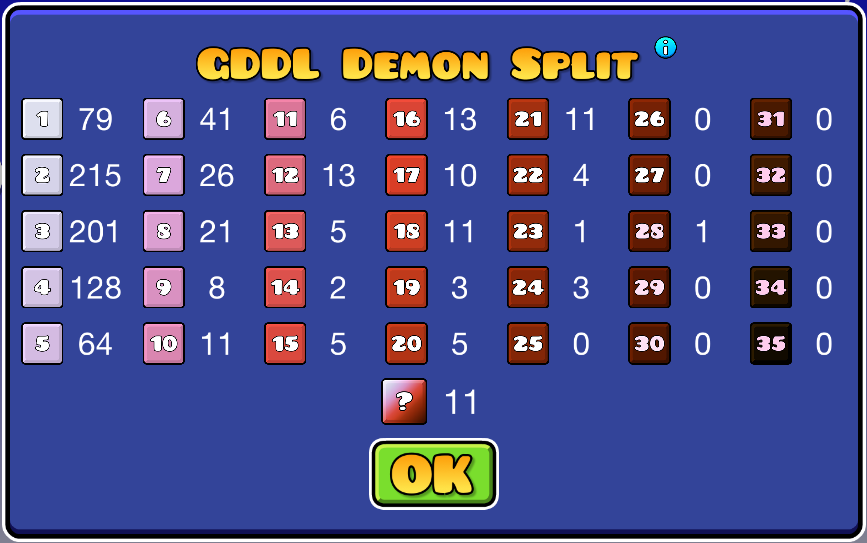 GDDL DEMON SPLIT i
1 79 6 41 11 6 16 13 21 11 26 0 31 0
2 215 7 26 12 13 17 10 22 4 27 0 32 0
3 201 8 21 13 5 18 11 23 1 28 1 33 0
4 128 9 8 14 2 19 3 24 3 29 0 34 0
5 64 10 11 15 5 20 5 25 0 30 0 35 0
? 11
OK